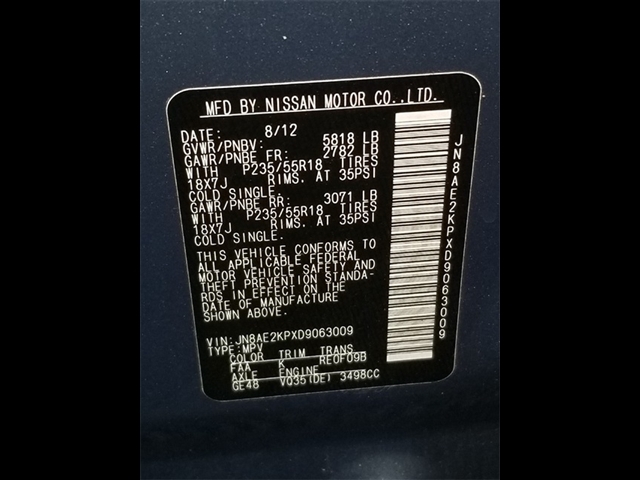 MFD BY NISSAN MOTOR CO.,LTD.
DATE: 8/12
GVWR/PNBV: 5818 LB
GAWR/PNBE FR: 2782 LB
WITH P235/55R18 TIRES
18X7J RIMS. AT 35PSI
COLD SINGLE.
GAWR/PNBE RR: 3071 LB
WITH P235/55R18 TIRES
18X7J RIMS. AT 35PSI
COLD SINGLE.
THIS VEHICLE CONFORMS TO
ALL APPLICABLE FEDERAL
MOTOR VEHICLE SAFETY AND
THEFT PREVENTION STANDA-
RDS IN EFFECT ON THE
DATE OF MANUFACTURE
SHOWN ABOVE.
VIN:JN8AE2KPXD9063009
TYPE:MPV
COLOR TRIM TRANS
FAA K RE0F09B
AXLE ENGINE
GE48 VQ35(DE) 3498CC
JN8AE2KPXD9063009